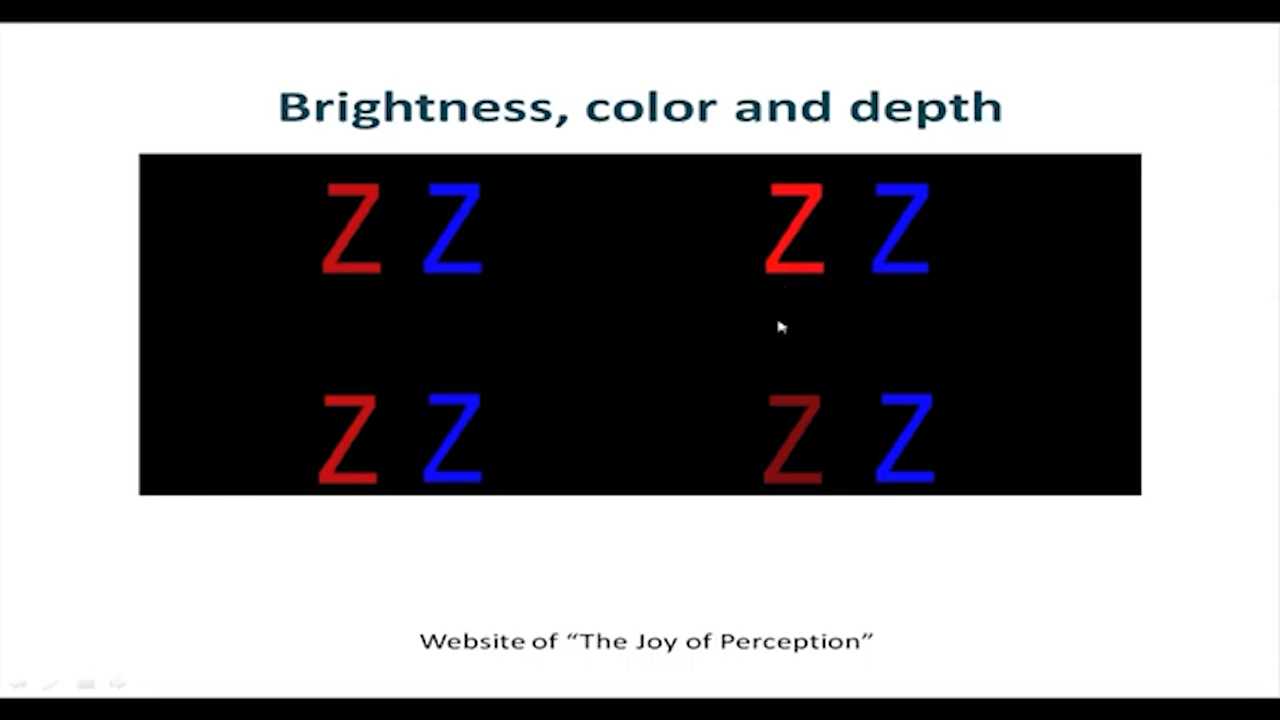 Brightness, color and depth
Z Z Z Z
Z Z Z Z
Website of “The Joy of Perception”